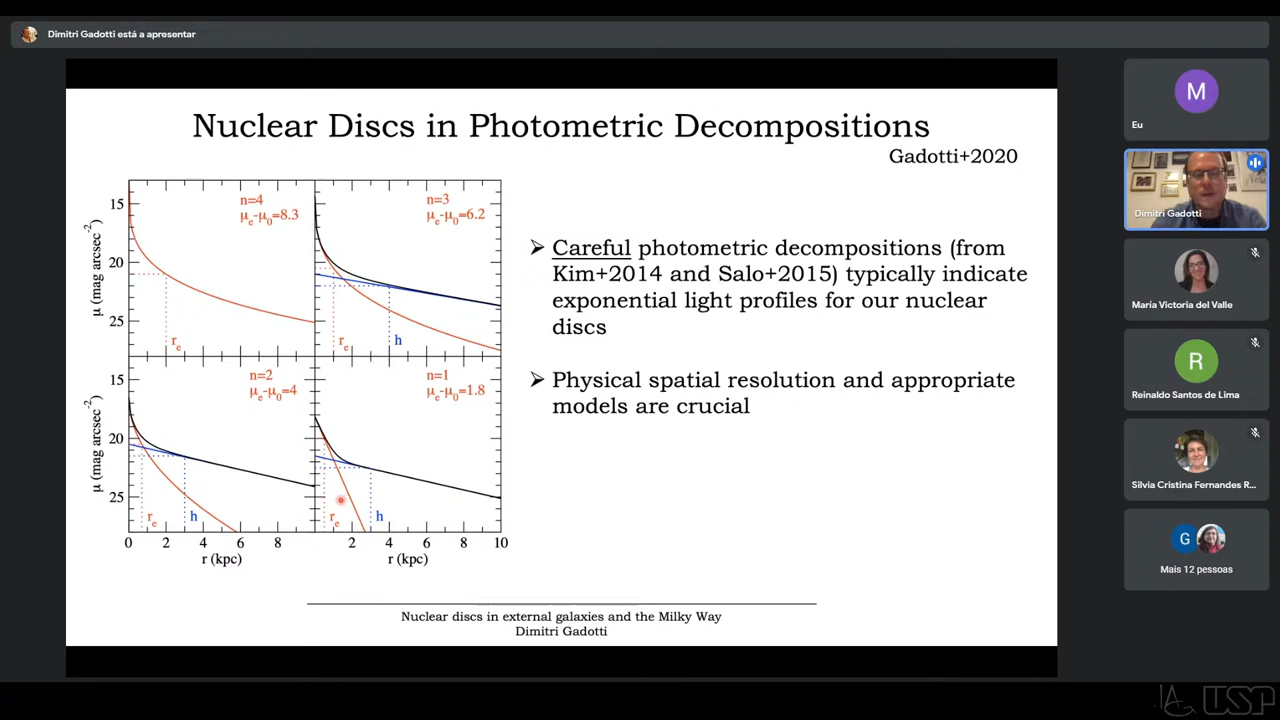 Dimitri Gadotti está a apresentar
Nuclear Discs in Photometric Decompositions
Gadotti+2020
15
n=4
μe-μ0=8.3
n=3
μe-μ0=6.2
μ (mag arcsec-2)
20
25
re
re
h
15
n=2
μe-μ0=4
n=1
μe-μ0=1.8
μ (mag arcsec-2)
20
25
re
h
re
h
0 2 4 6 8 2 4 6 8 10
r (kpc) r (kpc)
➢ Careful photometric decompositions (from
Kim+2014 and Salo+2015) typically indicate
exponential light profiles for our nuclear
discs
➢ Physical spatial resolution and appropriate
models are crucial
Nuclear discs in external galaxies and the Milky Way
Dimitri Gadotti
M
Eu
Dimitri Gadotti
María Victoria del Valle
R
Reinaldo Santos de Lima
Silvia Cristina Fernandes R...
G
Mais 12 pessoas
USP